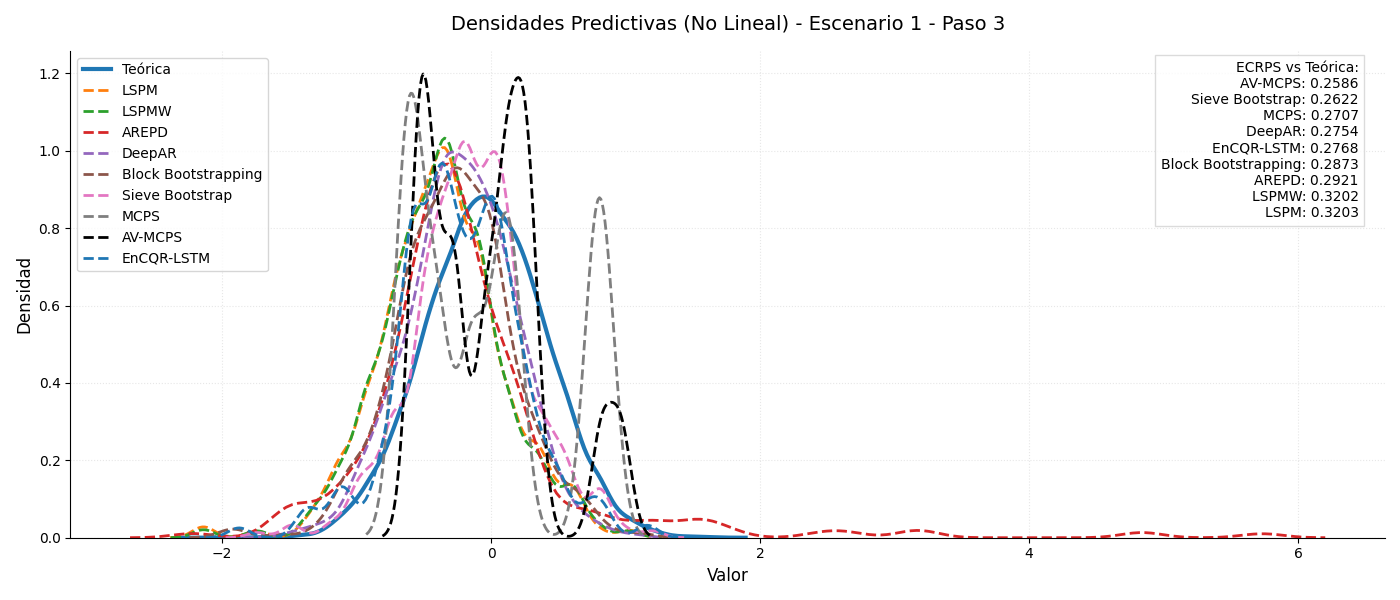 Densidades Predictivas (No Lineal) - Escenario 1 - Paso 3
Teórica
LSPM
LSPMW
AREPD
DeepAR
Block Bootstrapping
Sieve Bootstrap
MCPS
AV-MCPS
EnCQR-LSTM
ECRPS vs Teórica:
AV-MCPS: 0.2586
Sieve Bootstrap: 0.2622
MCPS: 0.2707
DeepAR: 0.2754
EnCQR-LSTM: 0.2768
Block Bootstrapping: 0.2873
AREPD: 0.2921
LSPMW: 0.3202
LSPM: 0.3203
Densidad
1.2
1.0
0.8
0.6
0.4
0.2
0.0
−2
0
2
4
6
Valor